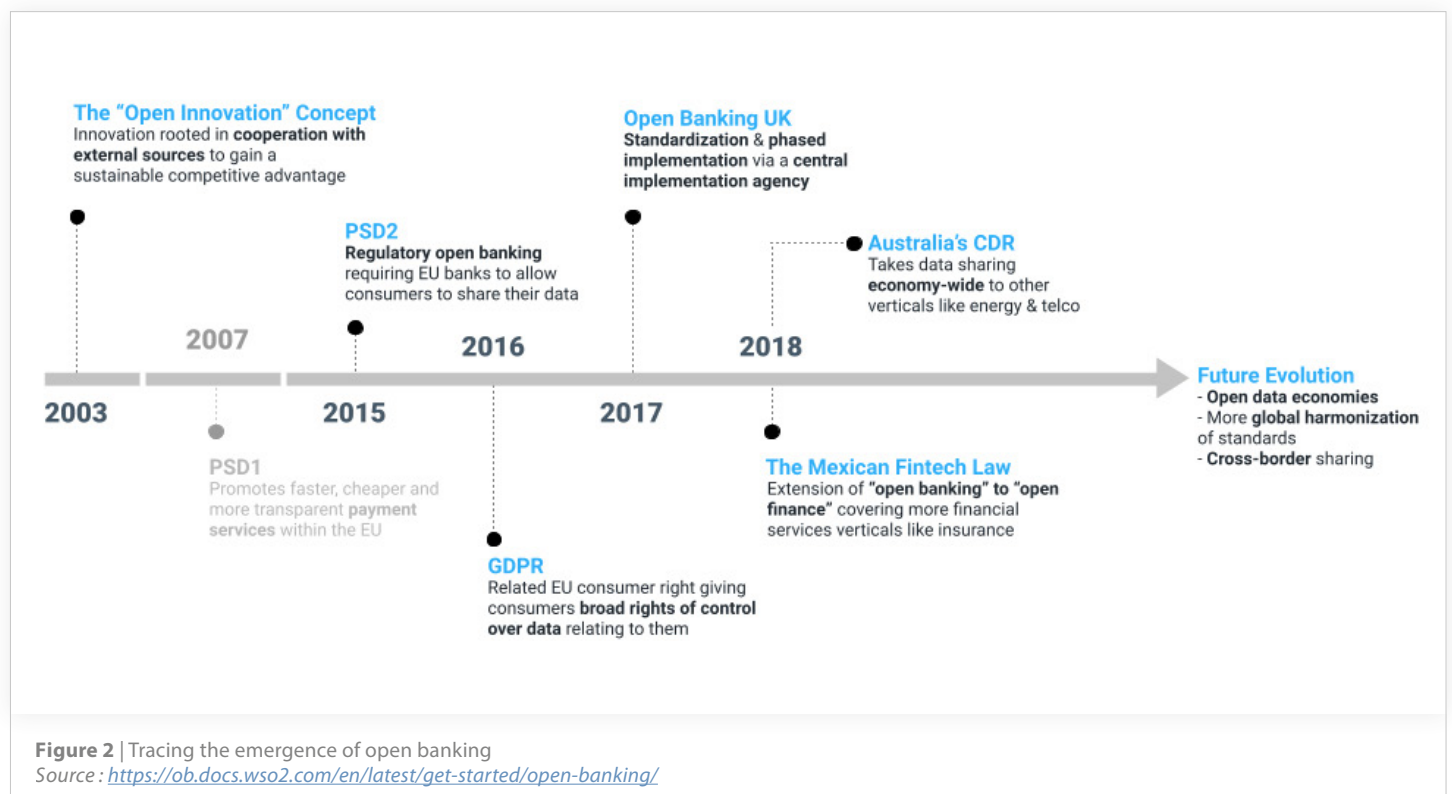 The “Open Innovation” Concept
Innovation rooted in cooperation with
external sources to gain a
sustainable competitive advantage
Open Banking UK
Standardization & phased
implementation via a central
implementation agency
PSD2
Regulatory open banking
requiring EU banks to allow
consumers to share their data
Australia's CDR
Takes data sharing
economy-wide to other
verticals like energy & telco
2007
2016
2018
2003
2015
2017
Future Evolution
- Open data economies
- More global harmonization
of standards
- Cross-border sharing
PSD1
Promotes faster, cheaper and
more transparent payment
services within the EU
The Mexican Fintech Law
Extension of “open banking” to “open
finance” covering more financial
services verticals like insurance
GDPR
Related EU consumer right giving
consumers broad rights of control
over data relating to them
Figure 2 | Tracing the emergence of open banking
Source : https://ob.docs.wso2.com/en/latest/get-started/open-banking/